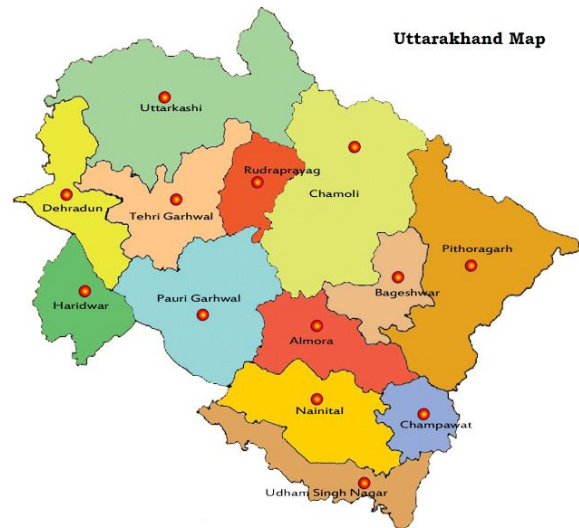 Uttarakhand Map
Uttarkashi
Rudraprayag
Chamoli
Dehradun
Tehri Garhwal
Pithoragarh
Haridwar
Pauri Garhwal
Bageshwar
Almora
Nainital
Champawat
Udham Singh Nagar